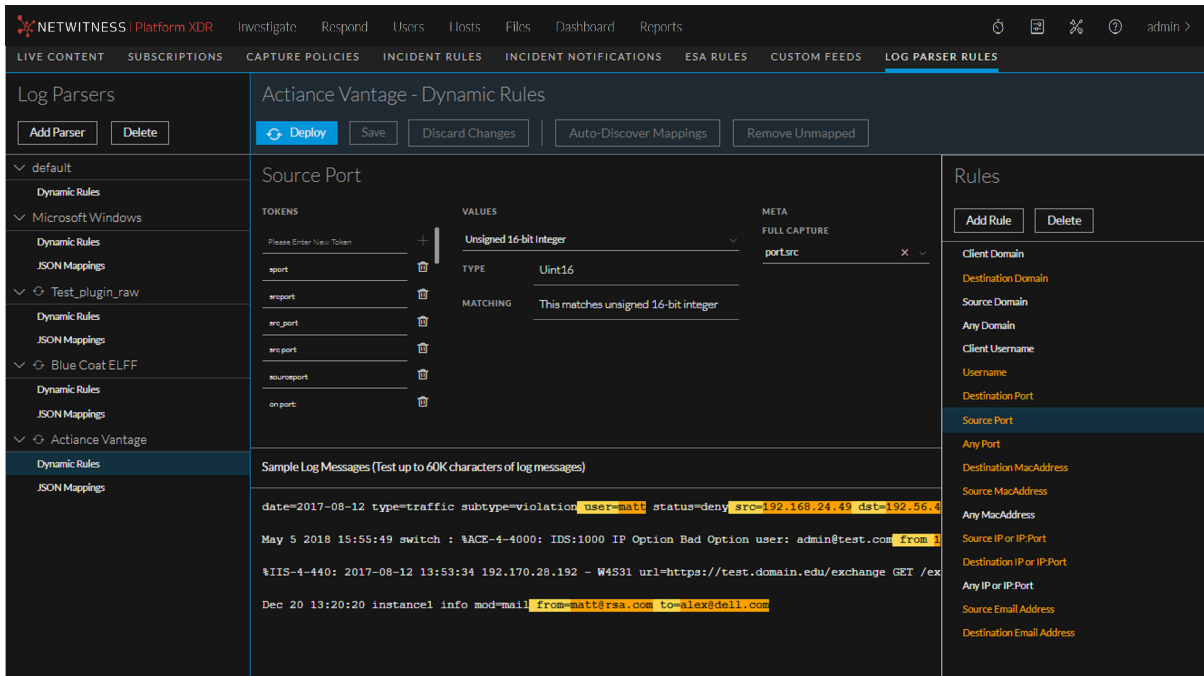 NETWITNESS | Platform XDR Investigate Respond Users Hosts Files Dashboard Reports admin >
LIVE CONTENT SUBSCRIPTIONS CAPTURE POLICIES INCIDENT RULES INCIDENT NOTIFICATIONS ESA RULES CUSTOM FEEDS LOG PARSER RULES
Log Parsers
Add Parser Delete
default
Dynamic Rules
Microsoft Windows
Dynamic Rules
JSON Mappings
Test_plugin_raw
Dynamic Rules
JSON Mappings
Blue Coat ELFF
Dynamic Rules
JSON Mappings
Actiance Vantage
Dynamic Rules
JSON Mappings
Actiance Vantage - Dynamic Rules
Deploy Save Discard Changes Auto-Discover Mappings Remove Unmapped
Source Port
TOKENS
Please Enter New Token
sport
srcport
src_port
src port
sourceport
on port:
VALUES
Unsigned 16-bit Integer
TYPE Uint16
MATCHING This matches unsigned 16-bit integer
META
FULL CAPTURE
port.src
Sample Log Messages (Test up to 60K characters of log messages)
date=2017-08-12 type=traffic subtype=violation user=matt status=deny src=192.168.24.49 dst=192.56.4
May 5 2018 15:55:49 switch : %ACE-4-4000: IDS:1000 IP Option Bad Option user: admin@test.com from 1
%IIS-4-440: 2017-08-12 13:53:34 192.170.28.192 - W4S31 url=https://test.domain.edu/exchange GET /ex
Dec 20 13:20:20 instance1 info mod=mail from=matt@rsa.com to=alex@dell.com
Rules
Add Rule Delete
Client Domain
Destination Domain
Source Domain
Any Domain
Client Username
Username
Destination Port
Source Port
Any Port
Destination MacAddress
Source MacAddress
Any MacAddress
Source IP or IP:Port
Destination IP or IP:Port
Any IP or IP:Port
Source Email Address
Destination Email Address